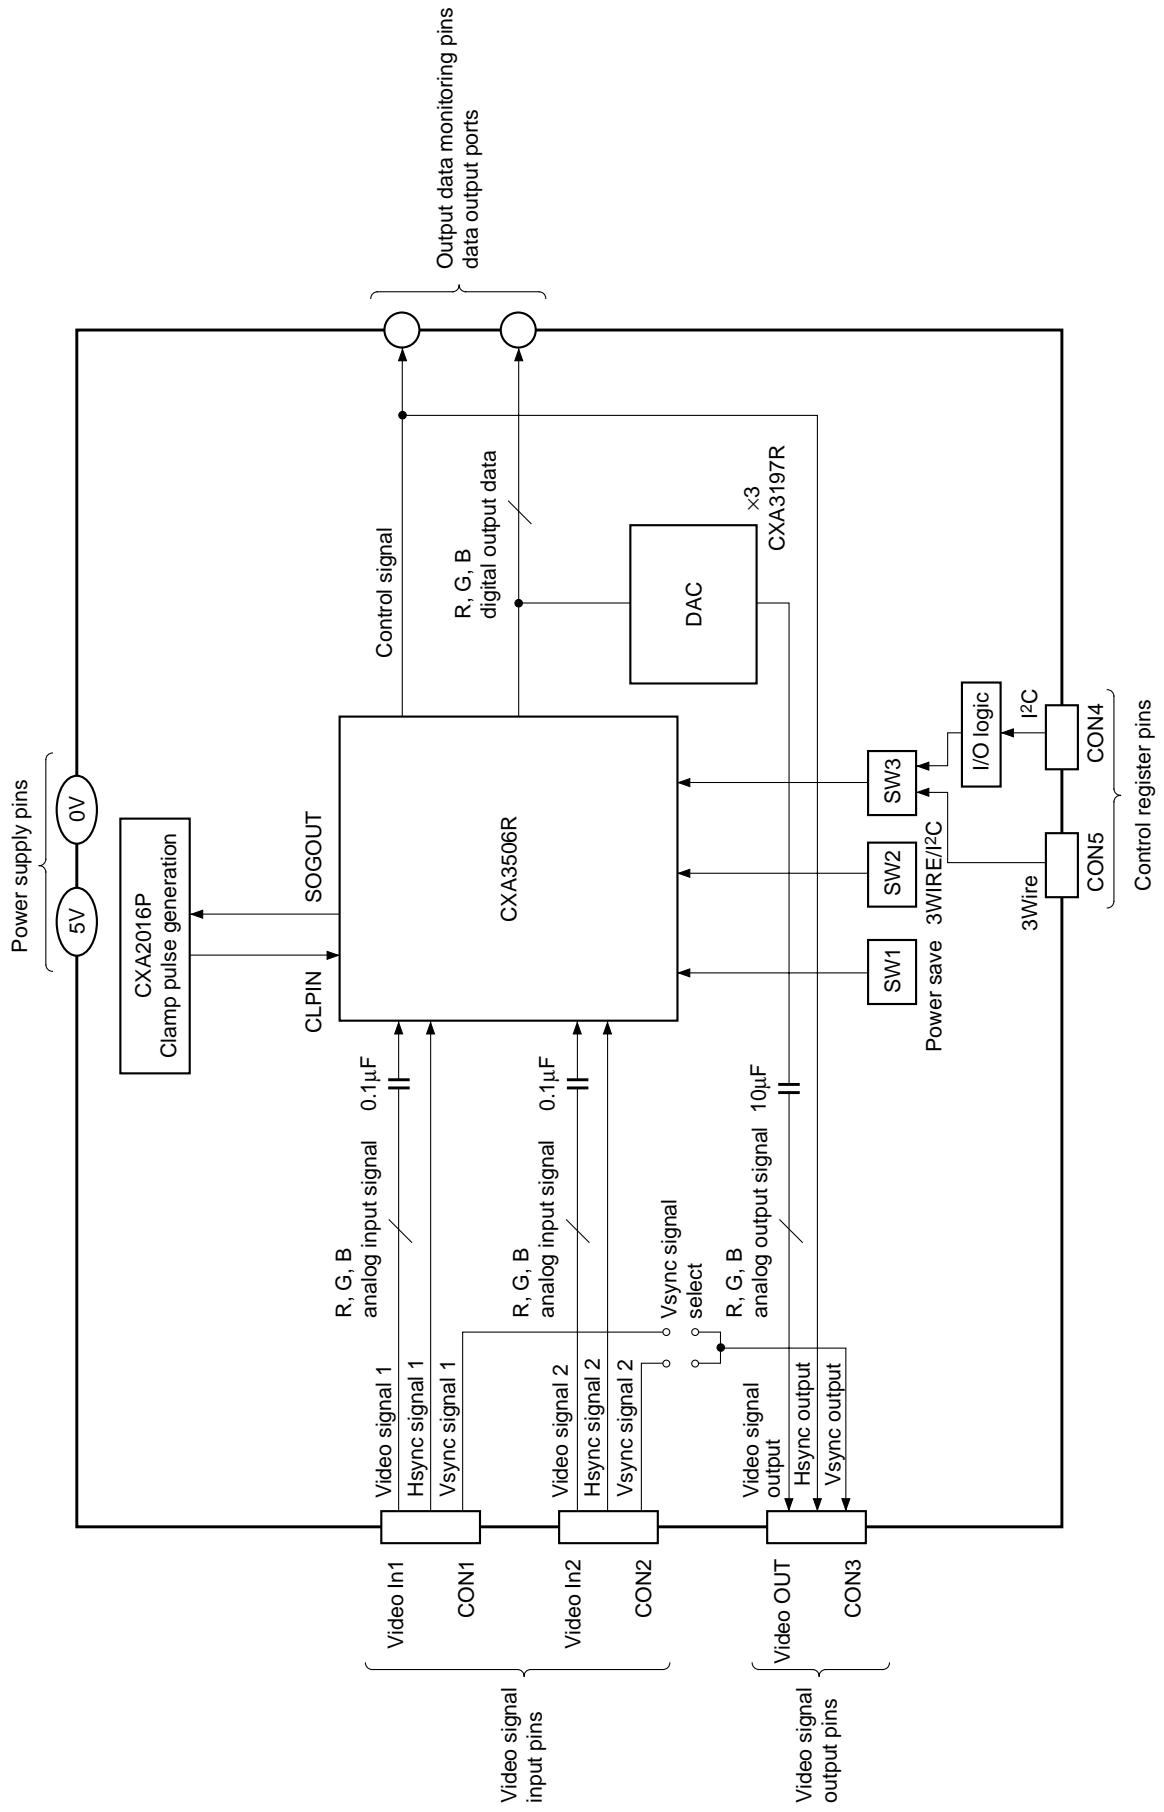 Power supply pins
5V
0V
CXA2016P
Clamp pulse generation
CLPIN
SOGOUT
Output data monitoring pins
data output ports
Control signal
R, G, B
digital output data
CXA3506R
DAC
×3
CXA3197R
Video signal
input pins
Video In1
CON1
Video signal 1
Hsync signal 1
Vsync signal 1
R, G, B
analog input signal
0.1µF
Video In2
CON2
Video signal 2
Hsync signal 2
Vsync signal 2
R, G, B
analog input signal
0.1µF
Vsync signal
select
Video signal
output pins
Video OUT
CON3
Video signal
output
Hsync output
Vsync output
R, G, B
analog output signal
10µF
SW1
Power save
SW2
3WIRE/I²C
SW3
I/O logic
3Wire
I²C
CON5
CON4
Control register pins